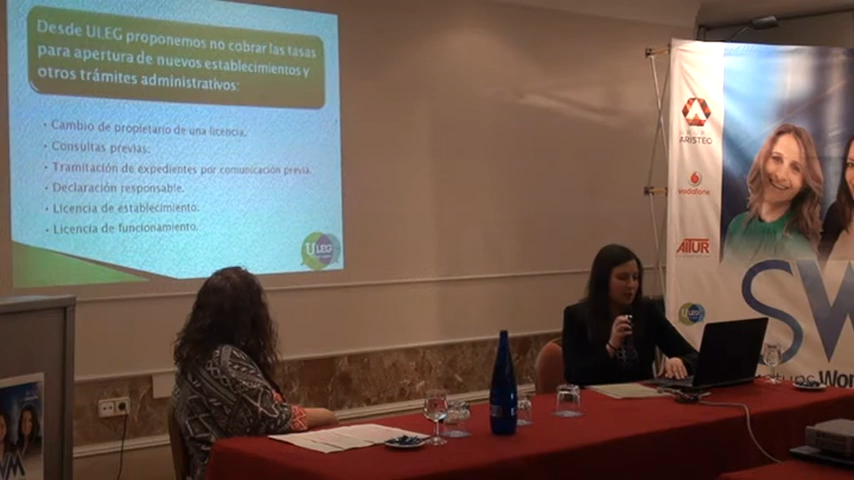 Desde ULEG proponemos no cobrar las tasas
para apertura de nuevos establecimientos y
otros trámites administrativos:
• Cambio de propietario de una licencia.
• Consultas previas:
• Tramitación de expedientes por comunicación previa.
• Declaración responsable.
• Licencia de establecimiento.
• Licencia de funcionamiento.
ULEG
ARISTEO
vodafone
AITUR
ULEG
SW
Wor